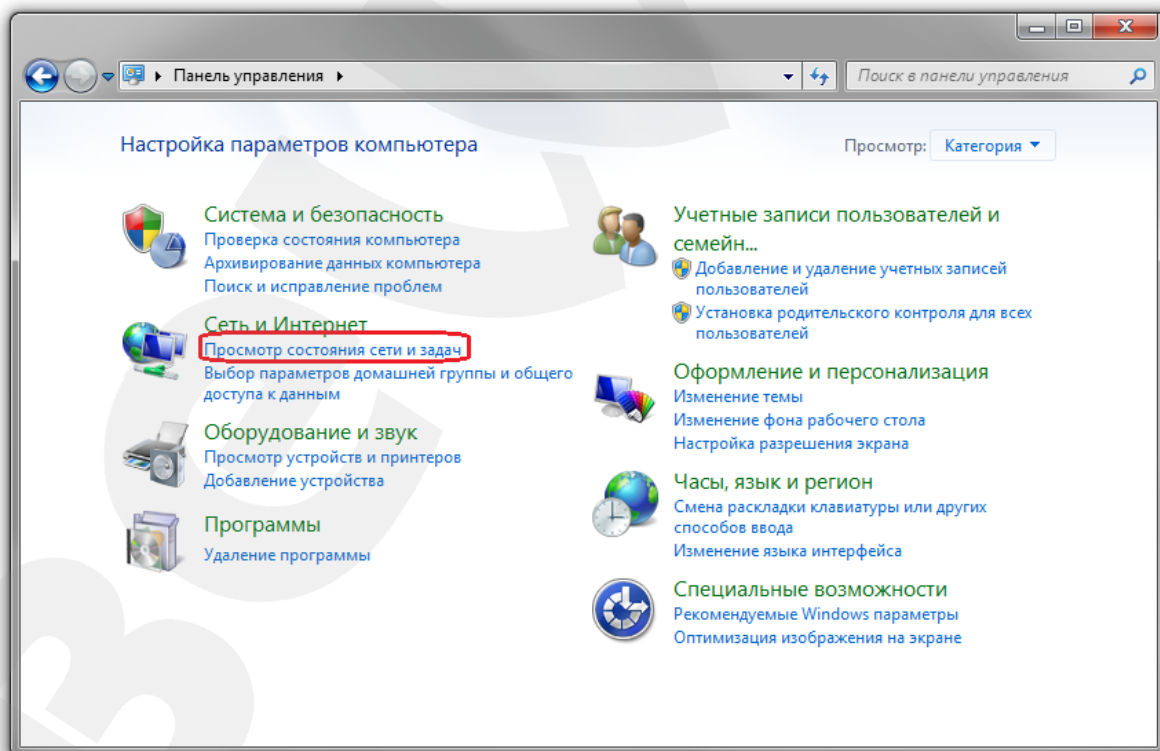 Панель управления
Поиск в панели управления
Настройка параметров компьютера
Просмотр: Категория
Система и безопасность
Проверка состояния компьютера
Архивирование данных компьютера
Поиск и исправление проблем
Сеть и Интернет
Просмотр состояния сети и задач
Выбор параметров домашней группы и общего
доступа к данным
Оборудование и звук
Просмотр устройств и принтеров
Добавление устройства
Программы
Удаление программы
Учетные записи пользователей и
семейн...
Добавление и удаление учетных записей
пользователей
Установка родительского контроля для всех
пользователей
Оформление и персонализация
Изменение темы
Изменение фона рабочего стола
Настройка разрешения экрана
Часы, язык и регион
Смена раскладки клавиатуры или других
способов ввода
Изменение языка интерфейса
Специальные возможности
Рекомендуемые Windows параметры
Оптимизация изображения на экране